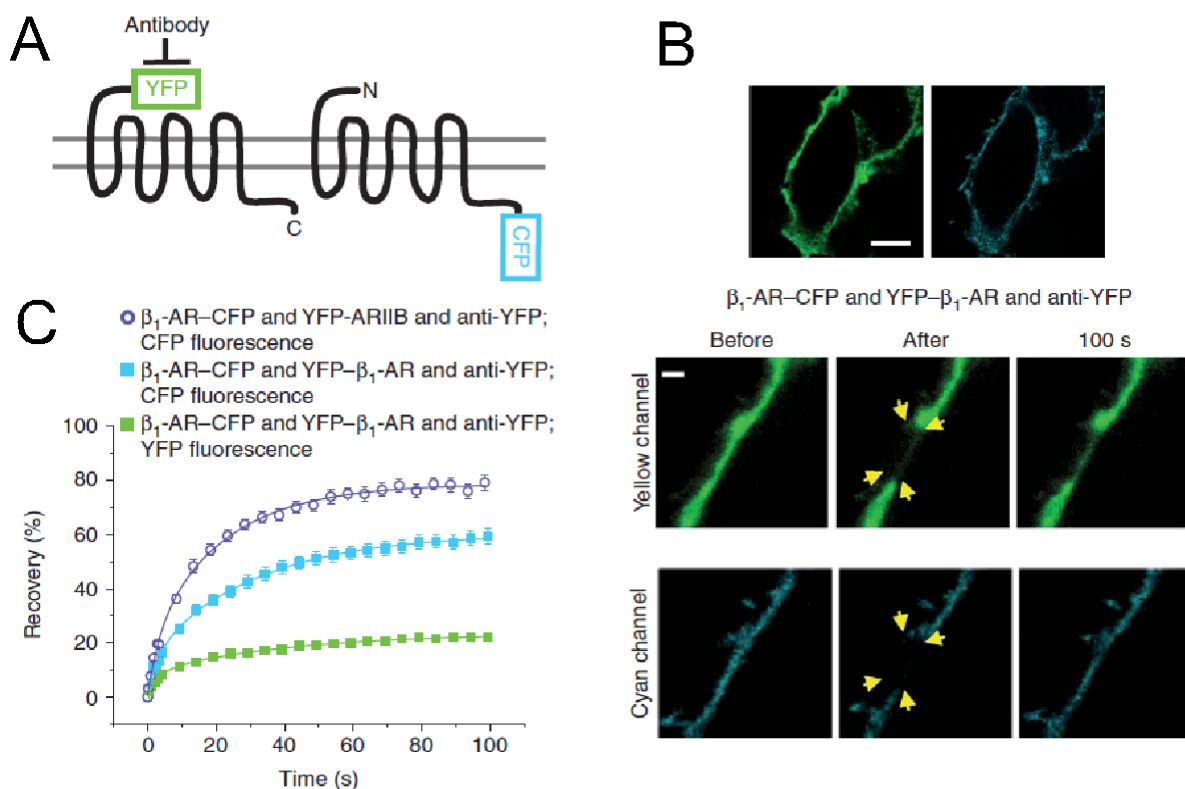 A
Antibody
YFP
N
C
CFP
B
β₁-AR–CFP and YFP–β₁-AR and anti-YFP
Before
After
100 s
Yellow channel
Cyan channel
C
β₁-AR–CFP and YFP-ARIIB and anti-YFP;
CFP fluorescence
β₁-AR–CFP and YFP–β₁-AR and anti-YFP;
CFP fluorescence
β₁-AR–CFP and YFP–β₁-AR and anti-YFP;
YFP fluorescence
Recovery (%)
100
80
60
40
20
0
0 20 40 60 80 100
Time (s)